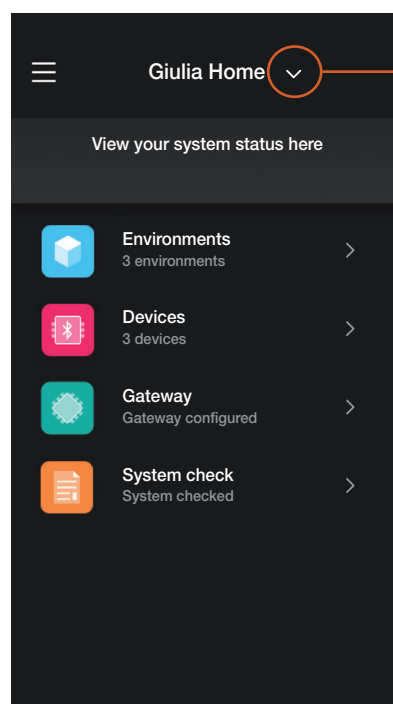 Giulia Home
View your system status here
Environments
3 environments
Devices
3 devices
Gateway
Gateway configured
System check
System checked